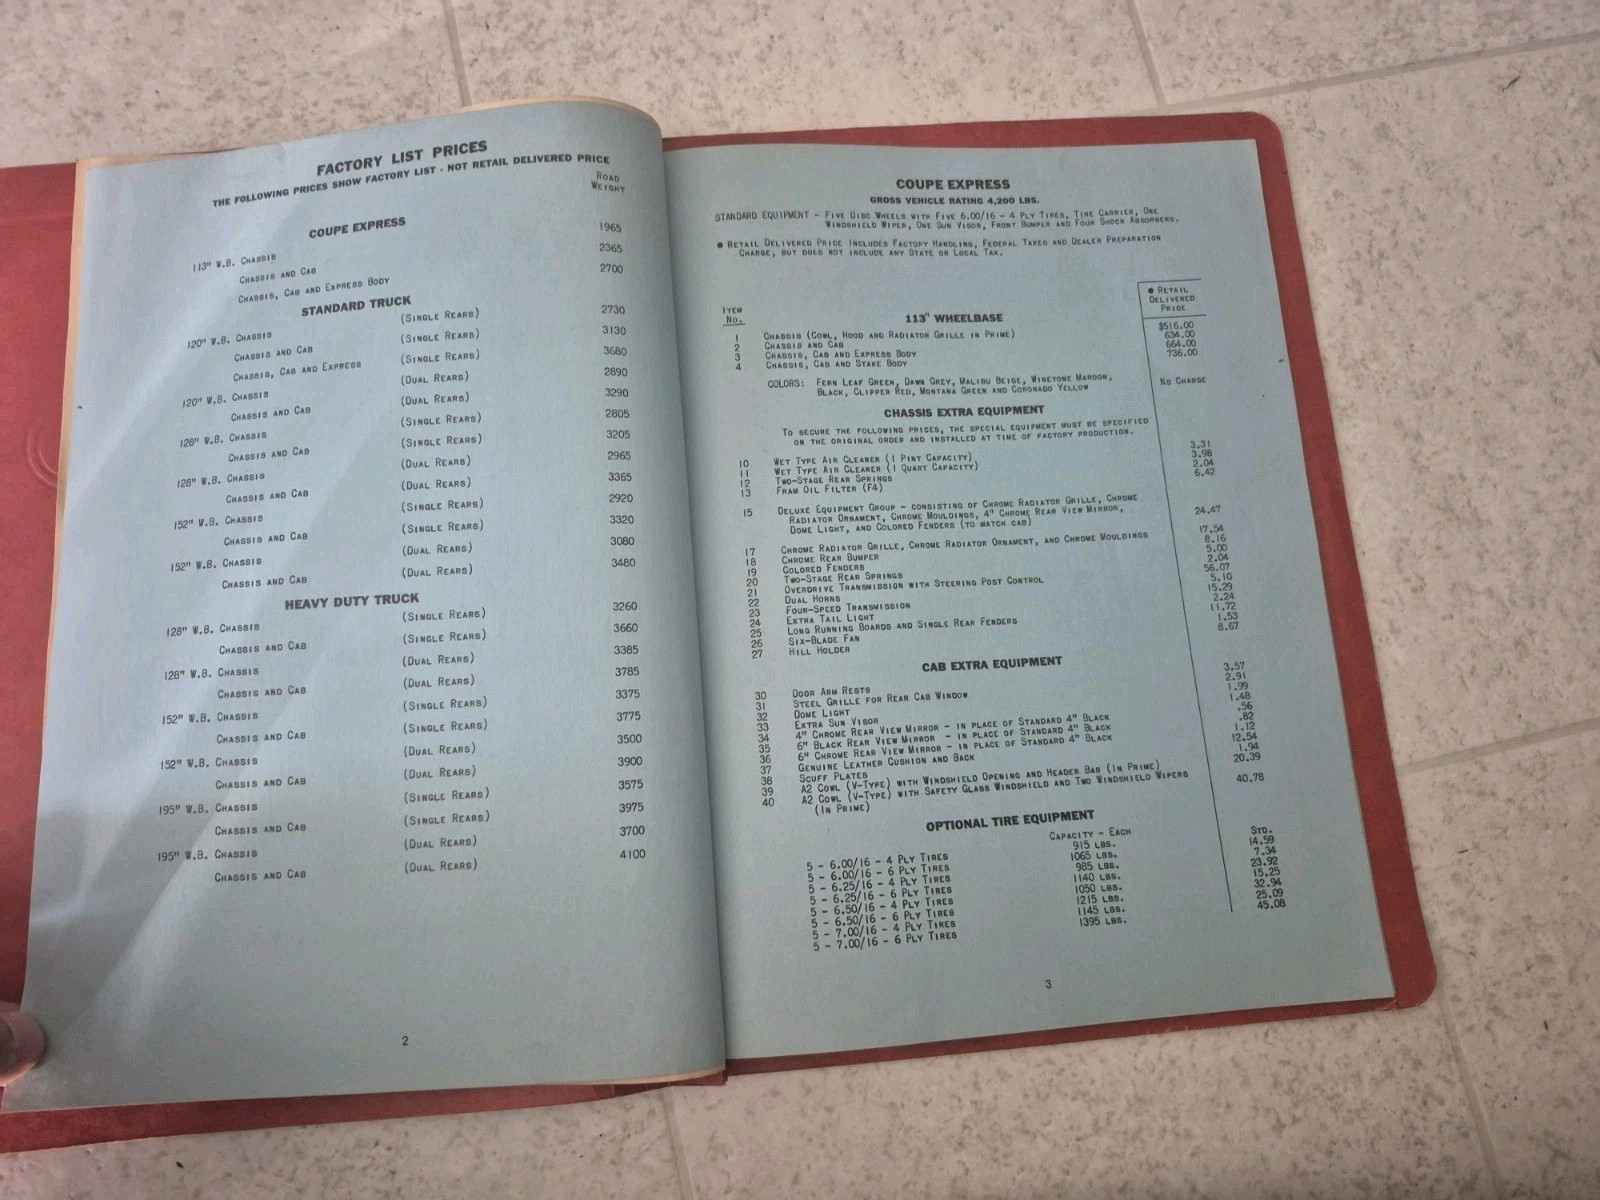 FACTORY LIST PRICES
THE FOLLOWING PRICES SHOW FACTORY LIST - NOT RETAIL DELIVERED PRICE
ROAD
WEIGHT
COUPE EXPRESS
113" W.B. CHASSIS 1965
CHASSIS AND CAB 2365
CHASSIS, CAB AND EXPRESS BODY 2700
STANDARD TRUCK
120" W.B. CHASSIS (SINGLE REARS) 2730
CHASSIS AND CAB (SINGLE REARS) 3130
CHASSIS, CAB AND EXPRESS (SINGLE REARS) 3680
120" W.B. CHASSIS (DUAL REARS) 2890
CHASSIS AND CAB (DUAL REARS) 3290
128" W.B. CHASSIS (SINGLE REARS) 2805
CHASSIS AND CAB (SINGLE REARS) 3205
128" W.B. CHASSIS (DUAL REARS) 2965
CHASSIS AND CAB (DUAL REARS) 3365
152" W.B. CHASSIS (SINGLE REARS) 2920
CHASSIS AND CAB (SINGLE REARS) 3320
152" W.B. CHASSIS (DUAL REARS) 3080
CHASSIS AND CAB (DUAL REARS) 3480
HEAVY DUTY TRUCK
128" W.B. CHASSIS (SINGLE REARS) 3260
CHASSIS AND CAB (SINGLE REARS) 3660
128" W.B. CHASSIS (DUAL REARS) 3385
CHASSIS AND CAB (DUAL REARS) 3785
152" W.B. CHASSIS (SINGLE REARS) 3375
CHASSIS AND CAB (SINGLE REARS) 3775
152" W.B. CHASSIS (DUAL REARS) 3500
CHASSIS AND CAB (DUAL REARS) 3900
195" W.B. CHASSIS (SINGLE REARS) 3575
CHASSIS AND CAB (SINGLE REARS) 3975
195" W.B. CHASSIS (DUAL REARS) 3700
CHASSIS AND CAB (DUAL REARS) 4100
2
COUPE EXPRESS
GROSS VEHICLE RATING 4,200 LBS.
STANDARD EQUIPMENT - FIVE DISC WHEELS WITH FIVE 6.00/16 - 4 PLY TIRES, TIRE CARRIER, ONE
WINDSHIELD WIPER, ONE SUN VISOR, FRONT BUMPER AND FOUR SHOCK ABSORBERS.
● RETAIL DELIVERED PRICE INCLUDES FACTORY HANDLING, FEDERAL TAXES AND DEALER PREPARATION
CHARGE, BUT DOES NOT INCLUDE ANY STATE OR LOCAL TAX.
● RETAIL
DELIVERED
PRICE
ITEM
NO.
113" WHEELBASE
1 CHASSIS (COWL, HOOD AND RADIATOR GRILLE IN PRIME) $516.00
2 CHASSIS AND CAB 634.00
3 CHASSIS, CAB AND EXPRESS BODY 664.00
4 CHASSIS, CAB AND STAKE BODY 736.00
COLORS: FERN LEAF GREEN, DAWN GREY, MALIBU BEIGE, WINETONE MAROON, NO CHARGE
BLACK, CLIPPER RED, MONTANA GREEN AND CORONADO YELLOW
CHASSIS EXTRA EQUIPMENT
TO SECURE THE FOLLOWING PRICES, THE SPECIAL EQUIPMENT MUST BE SPECIFIED
ON THE ORIGINAL ORDER AND INSTALLED AT TIME OF FACTORY PRODUCTION.
10 WET TYPE AIR CLEANER (1 PINT CAPACITY) 3.31
11 WET TYPE AIR CLEANER (1 QUART CAPACITY) 3.98
12 TWO-STAGE REAR SPRINGS 2.04
13 FRAM OIL FILTER (F4) 6.42
15 DELUXE EQUIPMENT GROUP - CONSISTING OF CHROME RADIATOR GRILLE, CHROME
RADIATOR ORNAMENT, CHROME MOULDINGS, 4" CHROME REAR VIEW MIRROR,
DOME LIGHT, AND COLORED FENDERS (TO MATCH CAB) 24.47
17 CHROME RADIATOR GRILLE, CHROME RADIATOR ORNAMENT, AND CHROME MOULDINGS 17.54
18 CHROME REAR BUMPER 8.16
19 COLORED FENDERS 5.00
20 TWO-STAGE REAR SPRINGS 2.04
21 OVERDRIVE TRANSMISSION WITH STEERING POST CONTROL 56.07
22 DUAL HORNS 5.10
23 FOUR-SPEED TRANSMISSION 15.29
24 EXTRA TAIL LIGHT 2.24
25 LONG RUNNING BOARDS AND SINGLE REAR FENDERS 11.72
26 SIX-BLADE FAN 1.53
27 HILL HOLDER 8.67
CAB EXTRA EQUIPMENT
30 DOOR ARM RESTS 3.57
31 STEEL GRILLE FOR REAR CAB WINDOW 2.91
32 DOME LIGHT 1.99
33 EXTRA SUN VISOR 1.48
34 4" CHROME REAR VIEW MIRROR - IN PLACE OF STANDARD 4" BLACK .56
35 6" BLACK REAR VIEW MIRROR - IN PLACE OF STANDARD 4" BLACK .82
36 6" CHROME REAR VIEW MIRROR - IN PLACE OF STANDARD 4" BLACK 1.12
37 GENUINE LEATHER CUSHION AND BACK 12.54
38 SCUFF PLATES 1.94
39 A2 COWL (V-TYPE) WITH WINDSHIELD OPENING AND HEADER BAR (IN PRIME) 20.39
40 A2 COWL (V-TYPE) WITH SAFETY GLASS WINDSHIELD AND TWO WINDSHIELD WIPERS
(IN PRIME) 40.78
OPTIONAL TIRE EQUIPMENT
CAPACITY - EACH
5 - 6.00/16 - 4 PLY TIRES 915 LBS. STD.
5 - 6.00/16 - 6 PLY TIRES 1065 LBS. 14.59
5 - 6.25/16 - 4 PLY TIRES 985 LBS. 7.34
5 - 6.25/16 - 6 PLY TIRES 1140 LBS. 23.92
5 - 6.50/16 - 4 PLY TIRES 1050 LBS. 15.25
5 - 6.50/16 - 6 PLY TIRES 1215 LBS. 32.94
5 - 7.00/16 - 4 PLY TIRES 1145 LBS. 25.09
5 - 7.00/16 - 6 PLY TIRES 1395 LBS. 45.08
3